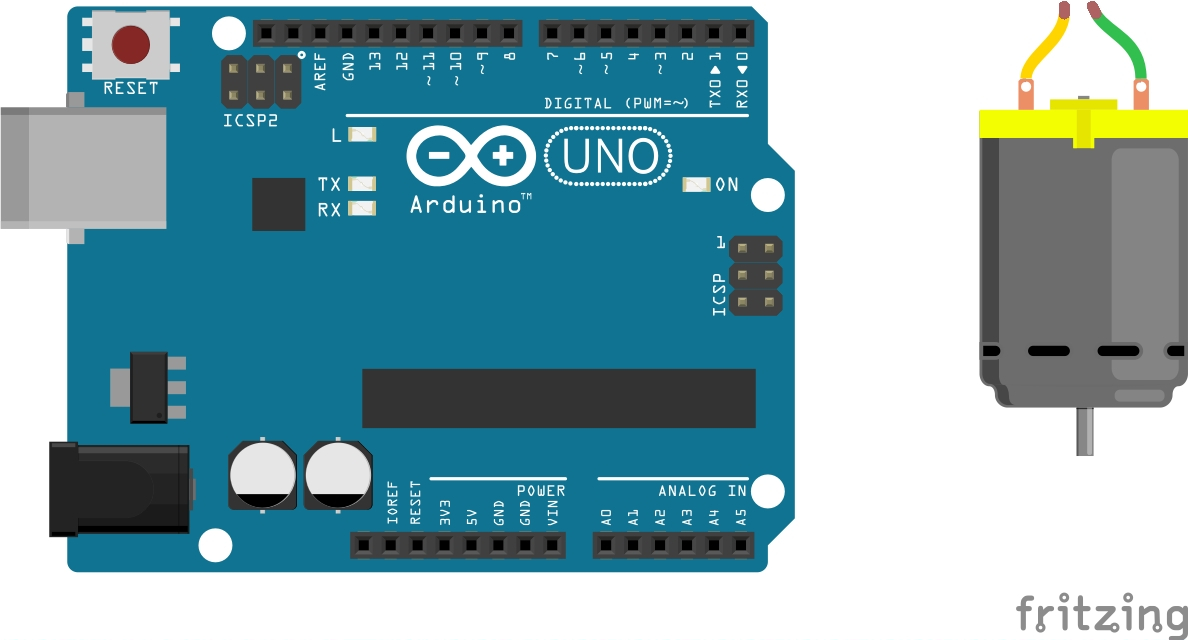 RESET
ICSP2
AREF
GND
13
12
~11
~10
~9
8
7
~6
~5
4
~3
2
TX0▶1
RX0◀0
DIGITAL (PWM=~)
L
TX
RX
UNO
Arduino™
ON
1
ICSP
IOREF
RESET
3V3
5V
GND
GND
VIN
POWER
ANALOG IN
A0
A1
A2
A3
A4
A5
fritzing